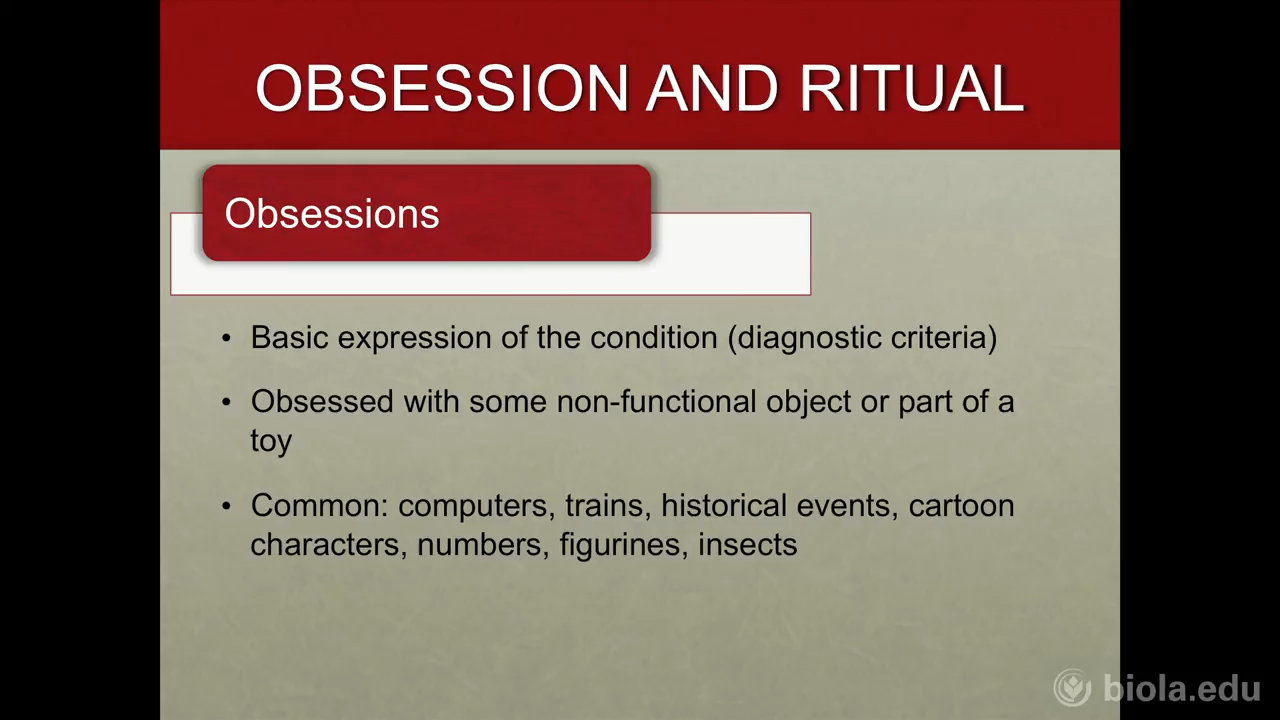 OBSESSION AND RITUAL
Obsessions
• Basic expression of the condition (diagnostic criteria)
• Obsessed with some non-functional object or part of a
toy
• Common: computers, trains, historical events, cartoon
characters, numbers, figurines, insects
biola.edu